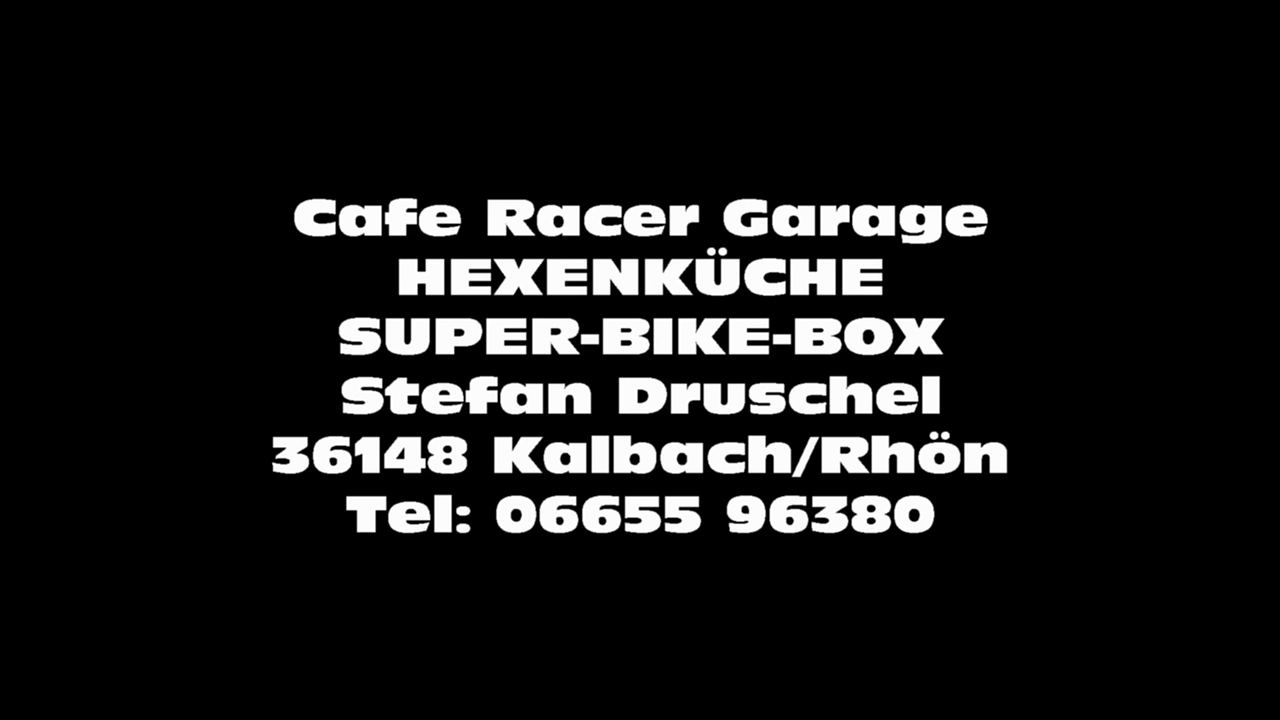 Cafe Racer Garage
HEXENKÜCHE
SUPER-BIKE-BOX
Stefan Druschel
36148 Kalbach/Rhön
Tel: 06655 96380